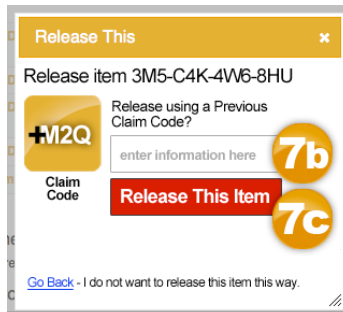 Release This ×
Release item 3M5-C4K-4W6-8HU
Release using a Previous
Claim Code?
+M2Q
enter information here
7b
Claim
Code
Release This Item
7c
Go Back - I do not want to release this item this way.